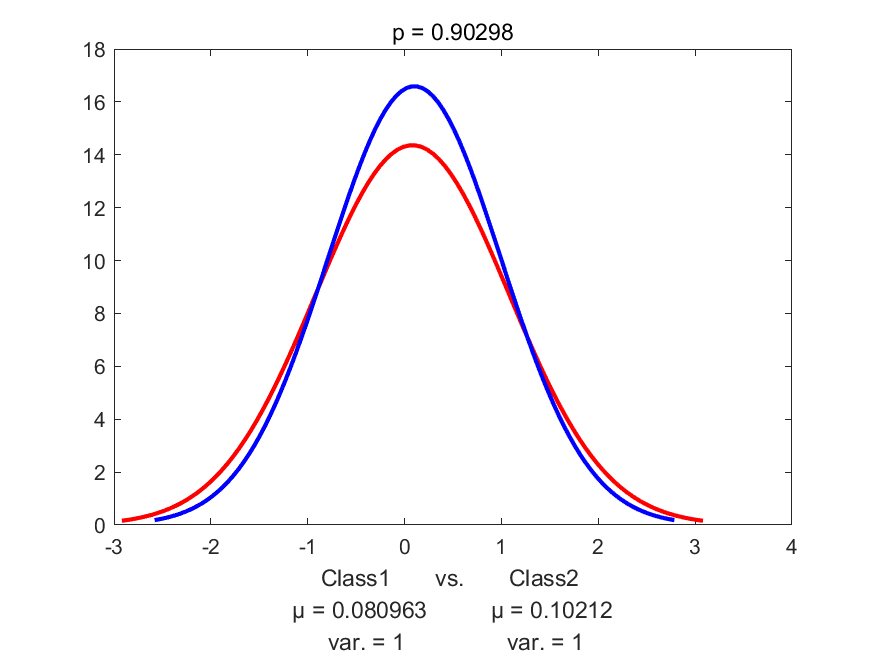 p = 0.90298
18
16
14
12
10
8
6
4
2
0
-3 -2 -1 0 1 2 3 4
Class1 vs. Class2
μ = 0.080963 μ = 0.10212
var. = 1 var. = 1